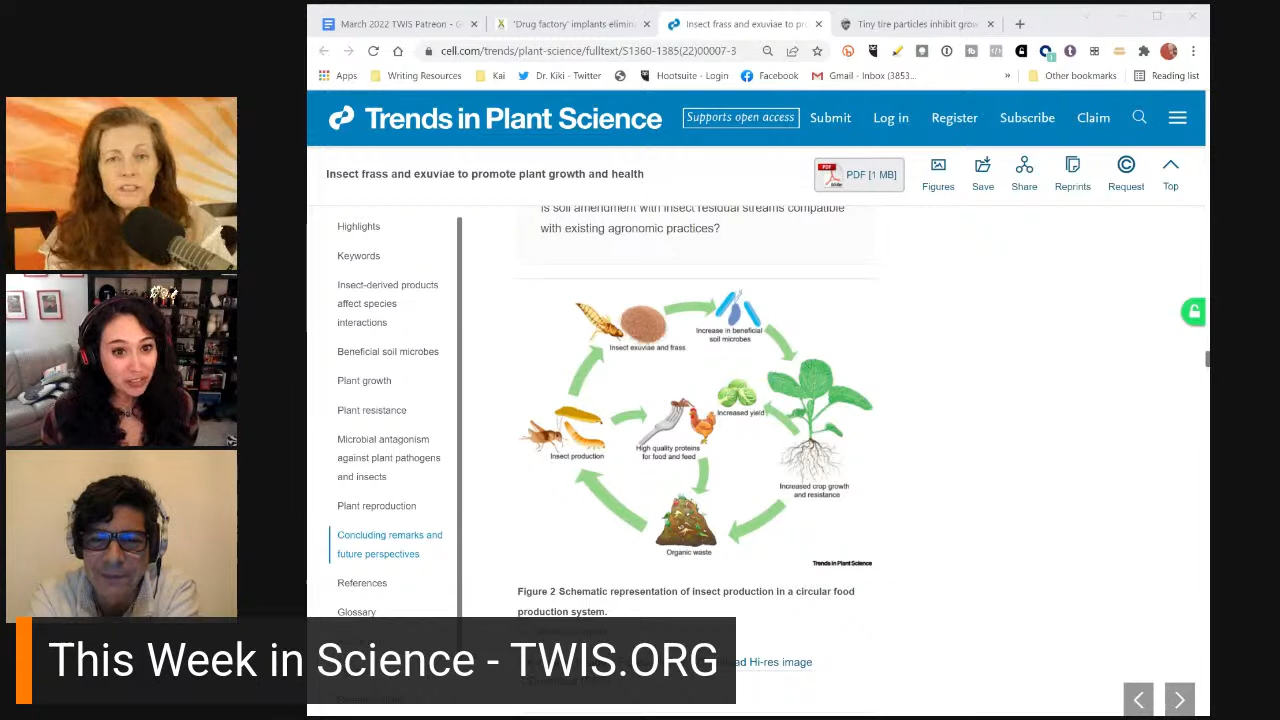 March 2022 TWIS Patreon - G
'Drug factory' implants elimin
Insect frass and exuviae to pro
Tiny tire particles inhibit grow
cell.com/trends/plant-science/fulltext/S1360-1385(22)00007-3
Apps
Writing Resources
Kai
Dr. Kiki - Twitter
Hootsuite - Login
Facebook
Gmail - Inbox (3853...
»
Other bookmarks
Reading list
Trends in Plant Science
Supports open access
Submit
Log in
Register
Subscribe
Claim
Insect frass and exuviae to promote plant growth and health
PDF
PDF [1 MB]
Figures
Save
Share
Reprints
Request
Top
Highlights
Keywords
Insect-derived products
affect species
interactions
Beneficial soil microbes
Plant growth
Plant resistance
Microbial antagonism
against plant pathogens
and insects
Plant reproduction
Concluding remarks and
future perspectives
References
Glossary
Is soil amendment with insect residual streams compatible
with existing agronomic practices?
Insect exuviae and frass
Increase in beneficial
soil microbes
Increased yield
Insect production
High quality proteins
for food and feed
Increased crop growth
and resistance
Organic waste
Trends in Plant Science
Figure 2 Schematic representation of insect production in a circular food
production system.
ad Hi-res image
This Week in Science - TWIS.ORG